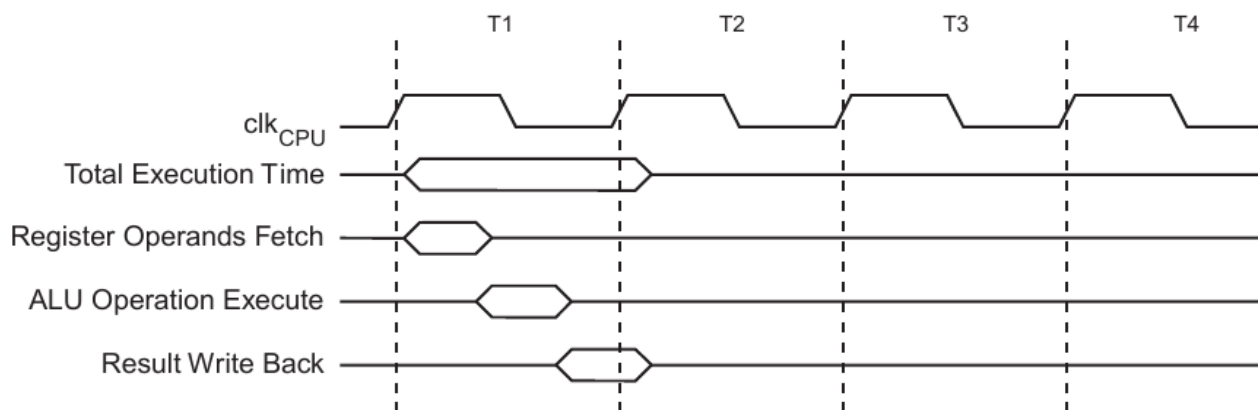 T1 T2 T3 T4
clkCPU
Total Execution Time
Register Operands Fetch
ALU Operation Execute
Result Write Back